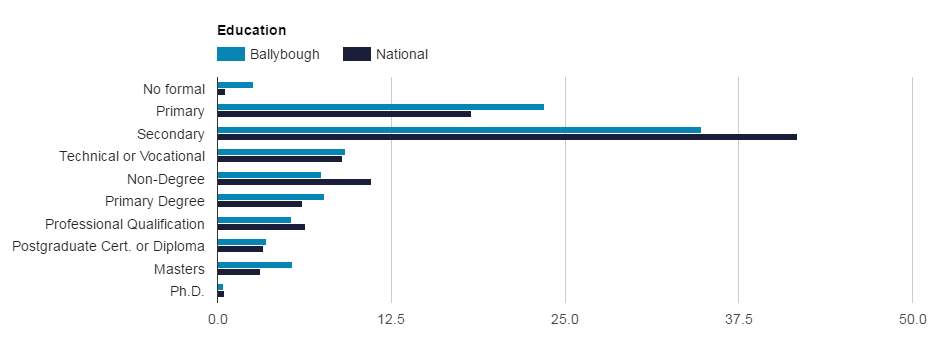 Education
Ballybough National
No formal
Primary
Secondary
Technical or Vocational
Non-Degree
Primary Degree
Professional Qualification
Postgraduate Cert. or Diploma
Masters
Ph.D.
0.0 12.5 25.0 37.5 50.0